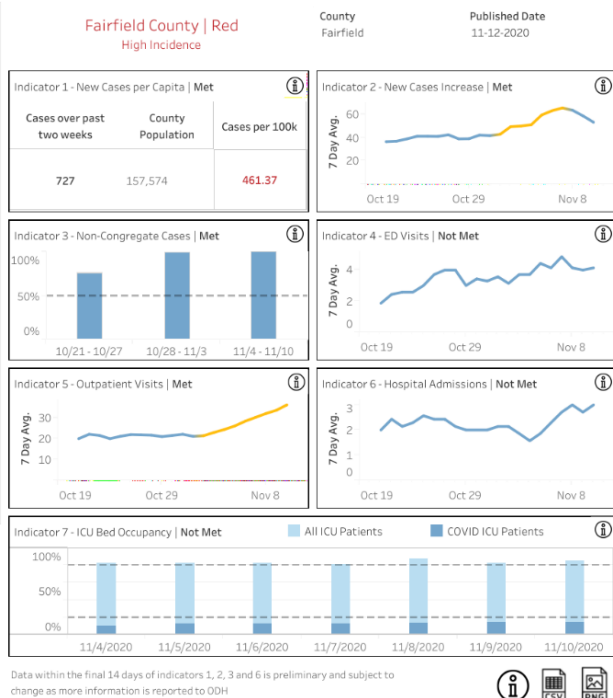 Fairfield County | Red
High Incidence
County
Fairfield
Published Date
11-12-2020
Indicator 1 - New Cases per Capita | Met
Cases over past two weeks
County Population
Cases per 100k
727
157,574
461.37
Indicator 2 - New Cases Increase | Met
7 Day Avg.
60
40
20
Oct 19
Oct 29
Nov 8
Indicator 3 - Non-Congregate Cases | Met
100%
50%
0%
10/21 - 10/27
10/28 - 11/3
11/4 - 11/10
Indicator 4 - ED Visits | Not Met
7 Day Avg.
4
2
0
Oct 19
Oct 29
Nov 8
Indicator 5 - Outpatient Visits | Met
7 Day Avg.
30
20
10
Oct 19
Oct 29
Nov 8
Indicator 6 - Hospital Admissions | Not Met
7 Day Avg.
3
2
1
0
Oct 19
Oct 29
Nov 8
Indicator 7 - ICU Bed Occupancy | Not Met
All ICU Patients
COVID ICU Patients
100%
50%
0%
11/4/2020
11/5/2020
11/6/2020
11/7/2020
11/8/2020
11/9/2020
11/10/2020
Data within the final 14 days of indicators 1, 2, 3 and 6 is preliminary and subject to
change as more information is reported to ODH
CSV
PNG